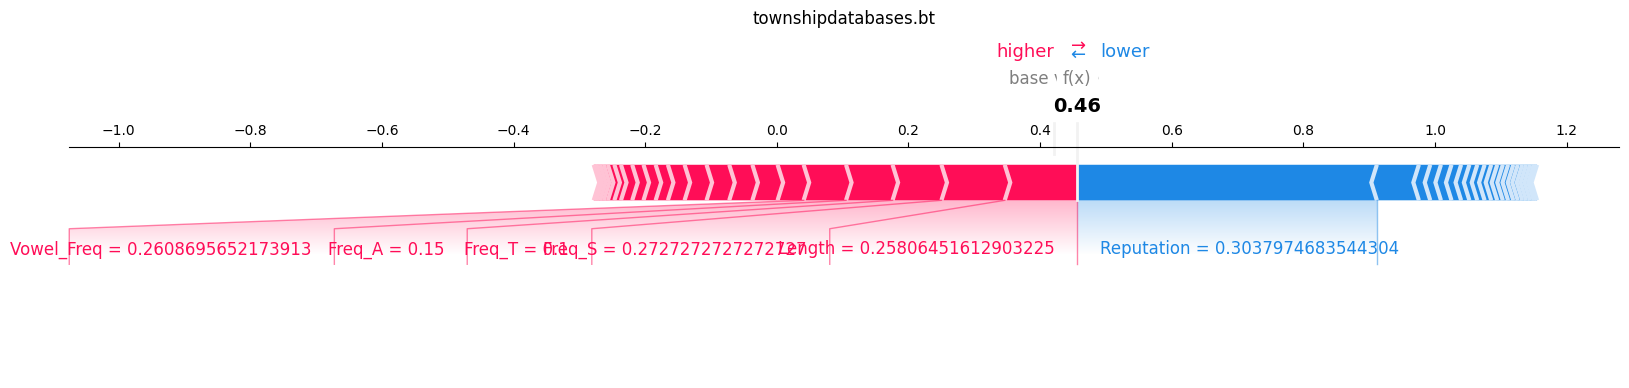 townshipdatabases.bt
higher → ← lower
base f(x)
0.46
−1.0 −0.8 −0.6 −0.4 −0.2 0.0 0.2 0.4 0.6 0.8 1.0 1.2
Vowel_Freq = 0.2608695652173913 Freq_A = 0.15 Freq_T = 0.1 Freq_S = 0.2727272727272727 Length = 0.25806451612903225 Reputation = 0.3037974683544304